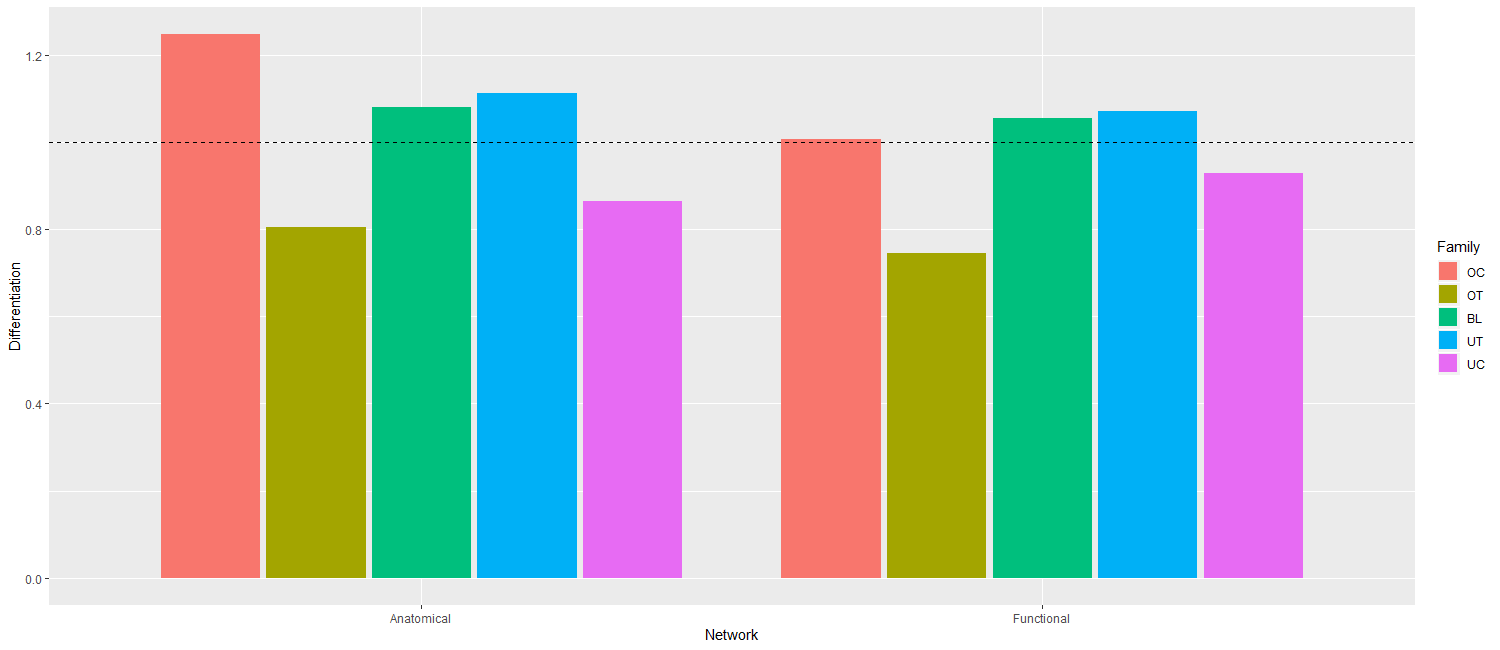 1.2
0.8
0.4
0.0
Differentiation
Anatomical
Functional
Network
Family
OC
OT
BL
UT
UC